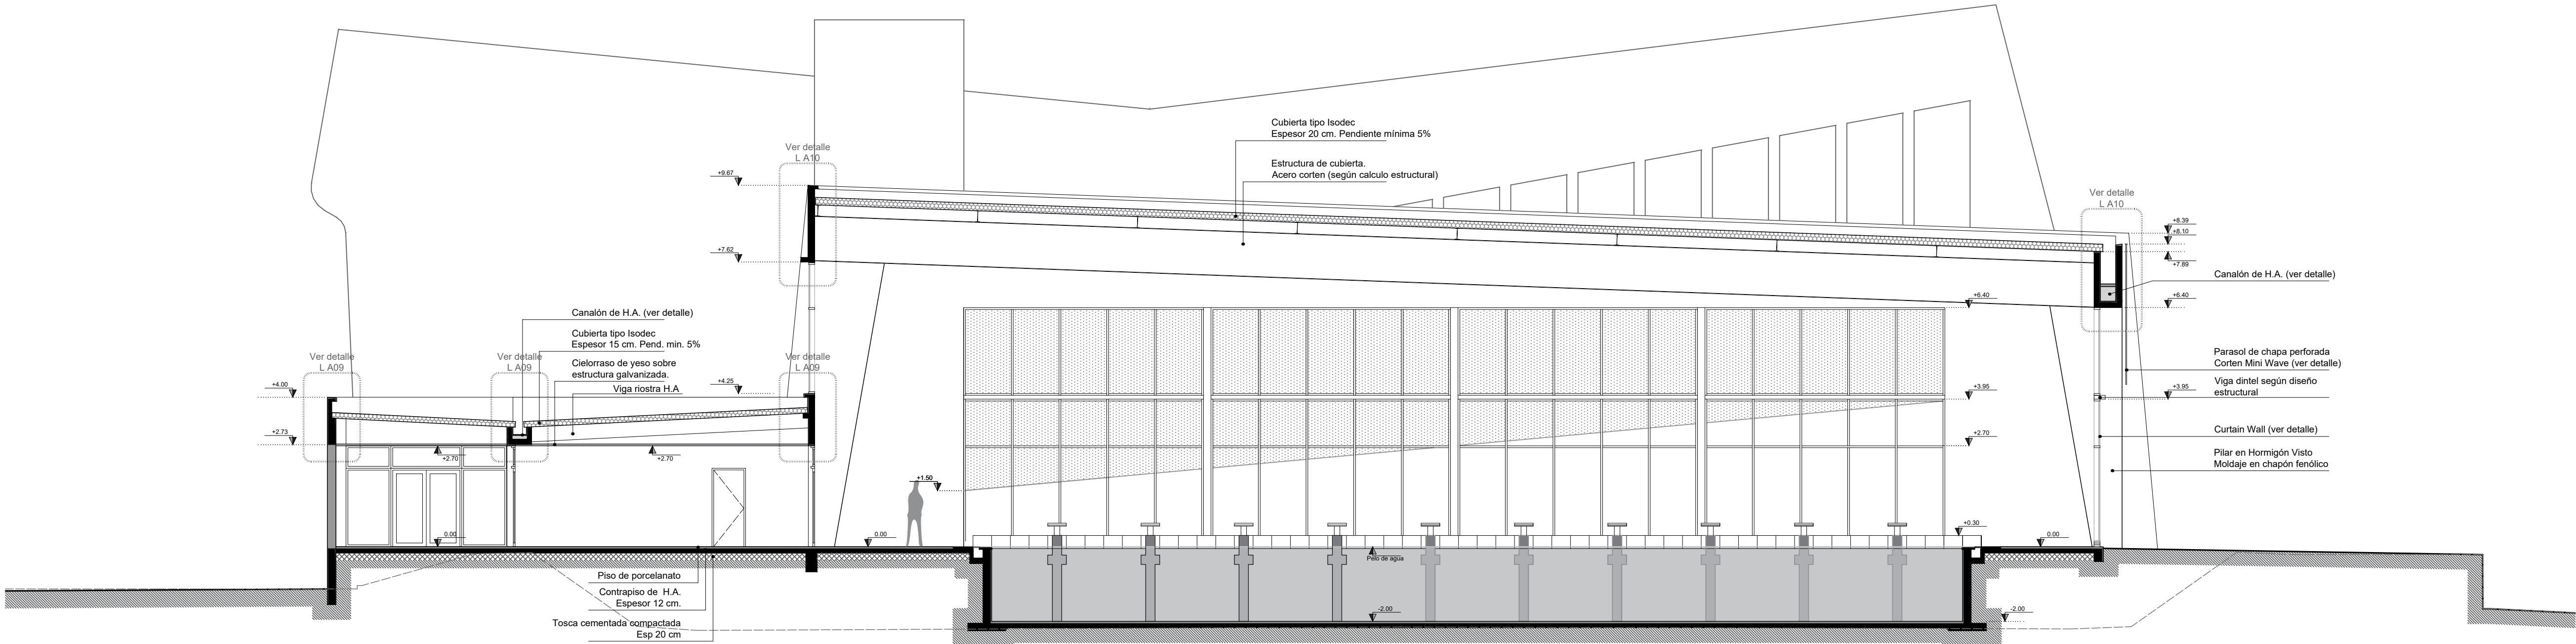 Cubierta tipo Isodec
Espesor 20 cm. Pendiente mínima 5%
Ver detalle
L A10
Estructura de cubierta.
Acero corten (según calculo estructural)
+9.67
Ver detalle
L A10
+8.39
+8.10
+7.62
+7.89
Canalón de H.A. (ver detalle)
+6.40
+6.40
Canalón de H.A. (ver detalle)
Cubierta tipo Isodec
Espesor 15 cm. Pend. min. 5%
Ver detalle
L A09
Ver detalle
L A09
Ver detalle
L A09
Cielorraso de yeso sobre
estructura galvanizada.
Viga riostra H.A
Parasol de chapa perforada
Corten Mini Wave (ver detalle)
+4.00
+4.25
+3.95
+3.95
Viga dintel según diseño
estructural
+2.73
+2.70
+2.70
+2.70
Curtain Wall (ver detalle)
Pilar en Hormigón Visto
Moldaje en chapón fenólico
+1.50
0.00
0.00
+0.30
0.00
Pelo de agua
Piso de porcelanato
Contrapiso de H.A.
Espesor 12 cm.
Tosca cementada compactada
Esp 20 cm
-2.00
-2.00